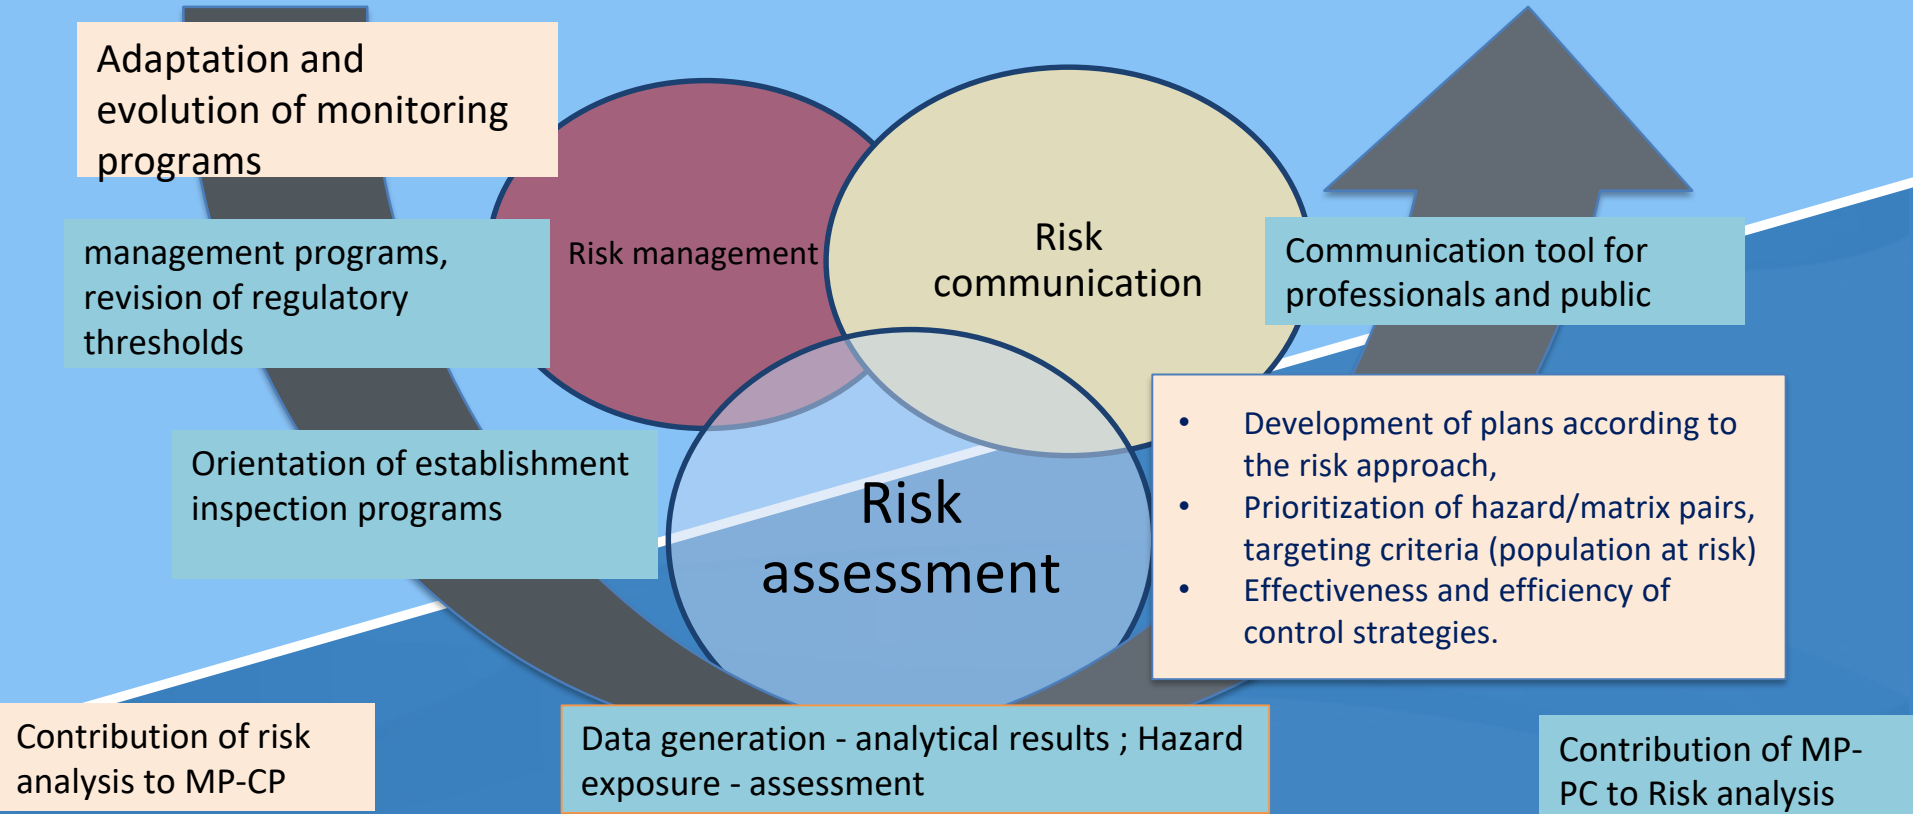 Adaptation and
evolution of monitoring
programs
management programs,
revision of regulatory
thresholds
Risk management
Risk
communication
Communication tool for
professionals and public
Orientation of establishment
inspection programs
Risk
assessment
• Development of plans according to
the risk approach,
• Prioritization of hazard/matrix pairs,
targeting criteria (population at risk)
• Effectiveness and efficiency of
control strategies.
Contribution of risk
analysis to MP-CP
Data generation - analytical results ; Hazard
exposure - assessment
Contribution of MP-
PC to Risk analysis